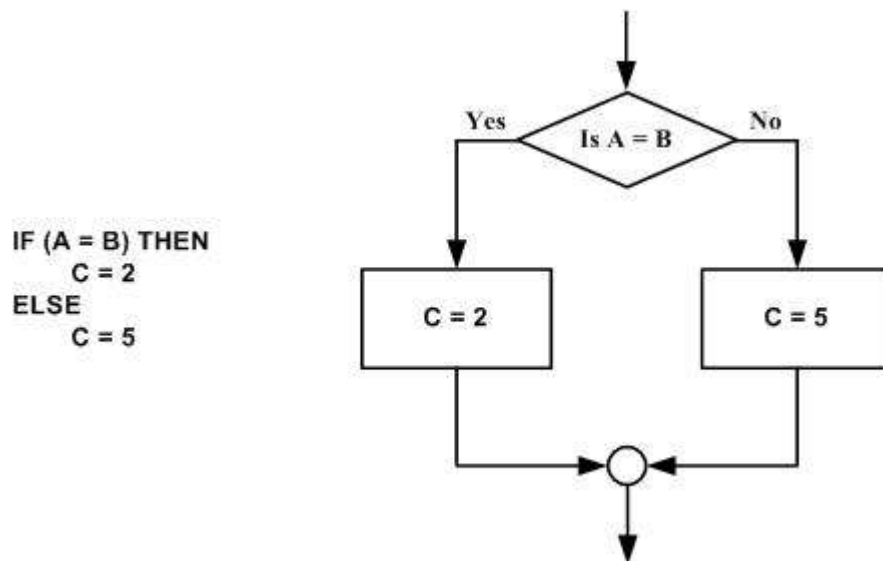 IF (A = B) THEN
C = 2
ELSE
C = 5
Yes
Is A = B
No
C = 2
C = 5